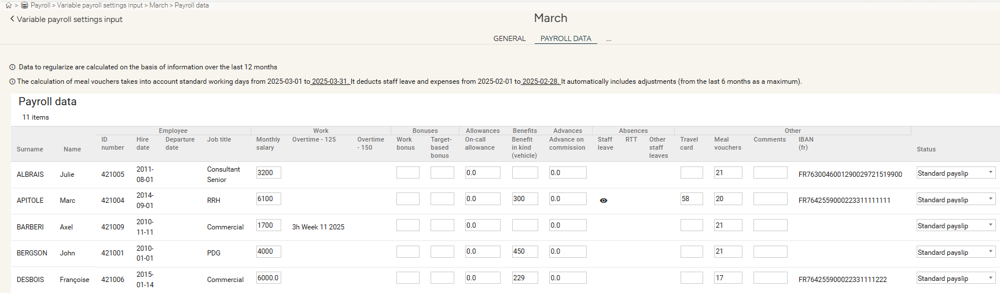 Payroll > Variable payroll settings input > March > Payroll data
Variable payroll settings input
March
GENERAL PAYROLL DATA ...
Data to regularize are calculated on the basis of information over the last 12 months
The calculation of meal vouchers takes into account standard working days from 2025-03-01 to 2025-03-31. It deducts staff leave and expenses from 2025-02-01 to 2025-02-28. It automatically includes adjustments (from the last 6 months as a maximum).
Payroll data
11 items
Employee Work Bonuses Allowances Benefits Advances Absences Other
Surname Name ID number Hire date Departure date Job title Monthly salary Overtime - 125 Overtime - 150 Work bonus Target-based bonus On-call allowance Benefit in kind (vehicle) Advance on commission Staff leave RTT Other staff leaves Travel card Meal vouchers Comments IBAN (fr) Status
ALBRAIS Julie 421005 2011-08-01 Consultant Senior 3200 0.0 0.0 21 FR7630046001290029721519900 Standard payslip
APITOLE Marc 421004 2014-09-01 RRH 6100 0.0 300 0.0 58 20 FR7642559000223311111111 Standard payslip
BARBERI Axel 421009 2010-11-11 Commercial 1700 3h Week 11 2025 0.0 0.0 21 Standard payslip
BERGSON John 421001 2010-01-01 PDG 4000 0.0 450 0.0 21 Standard payslip
DESBOIS Françoise 421006 2015-01-14 Commercial 6000.0 0.0 229 0.0 17 FR764255900022331111222 Standard payslip